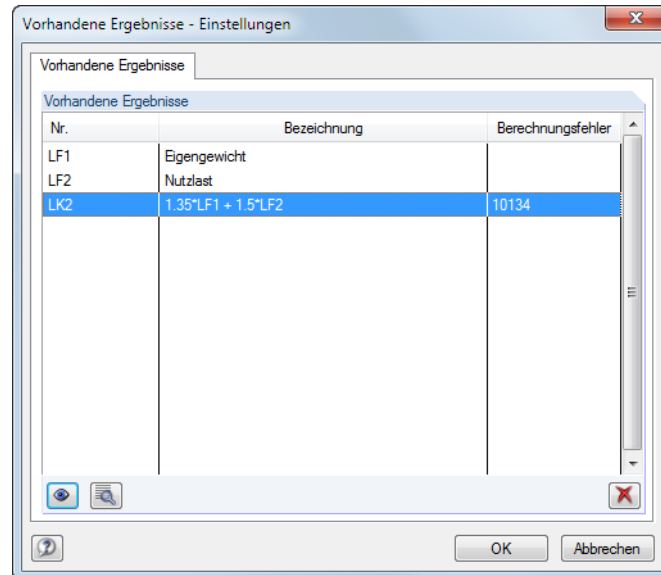 Vorhandene Ergebnisse - Einstellungen
Vorhandene Ergebnisse
Vorhandene Ergebnisse
Nr. Bezeichnung Berechnungsfehler
LF1 Eigengewicht
LF2 Nutzlast
LK2 1.35*LF1 + 1.5*LF2 10134
OK Abbrechen